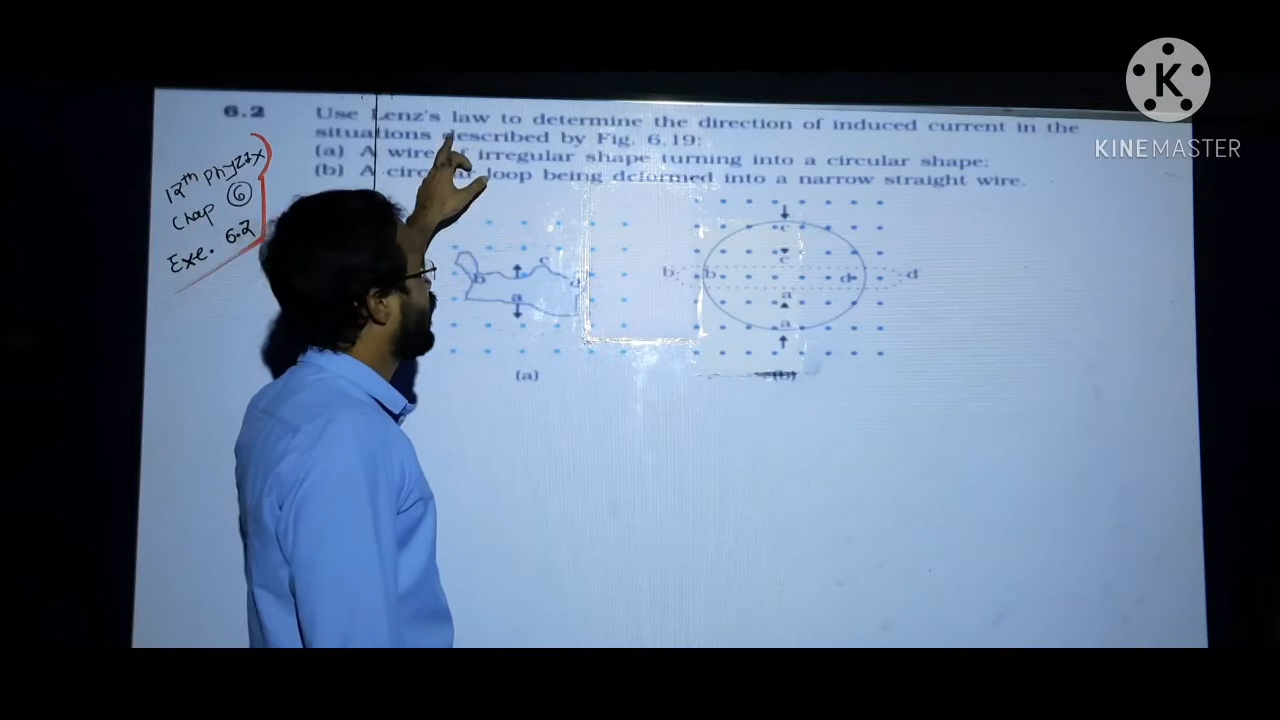 K
KINEMASTER
6.2 Use Lenz's law to determine the direction of induced current in the
situations described by Fig. 6.19:
(a) A wire of irregular shape turning into a circular shape;
(b) A circular loop being deformed into a narrow straight wire.
12th Phyzzx
Chap 6
Exe. 6.2
b c d
a
(a)
c
c
b b d d
a
a
(b)